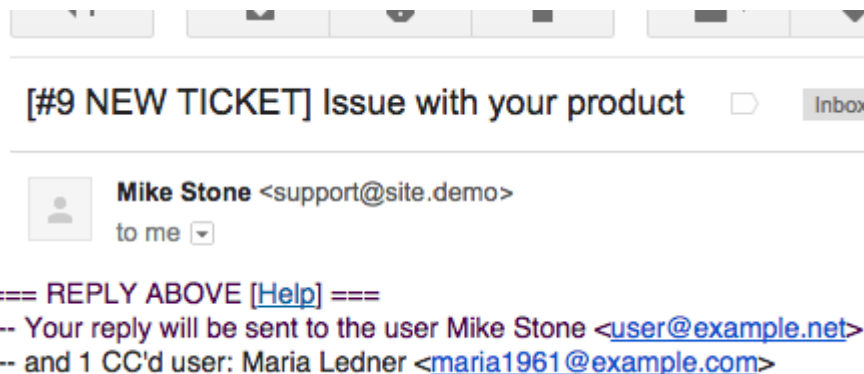 [#9 NEW TICKET] Issue with your product Inbox
Mike Stone <support@site.demo>
to me
=== REPLY ABOVE [Help] ===
-- Your reply will be sent to the user Mike Stone <user@example.net>
-- and 1 CC'd user: Maria Ledner <maria1961@example.com>